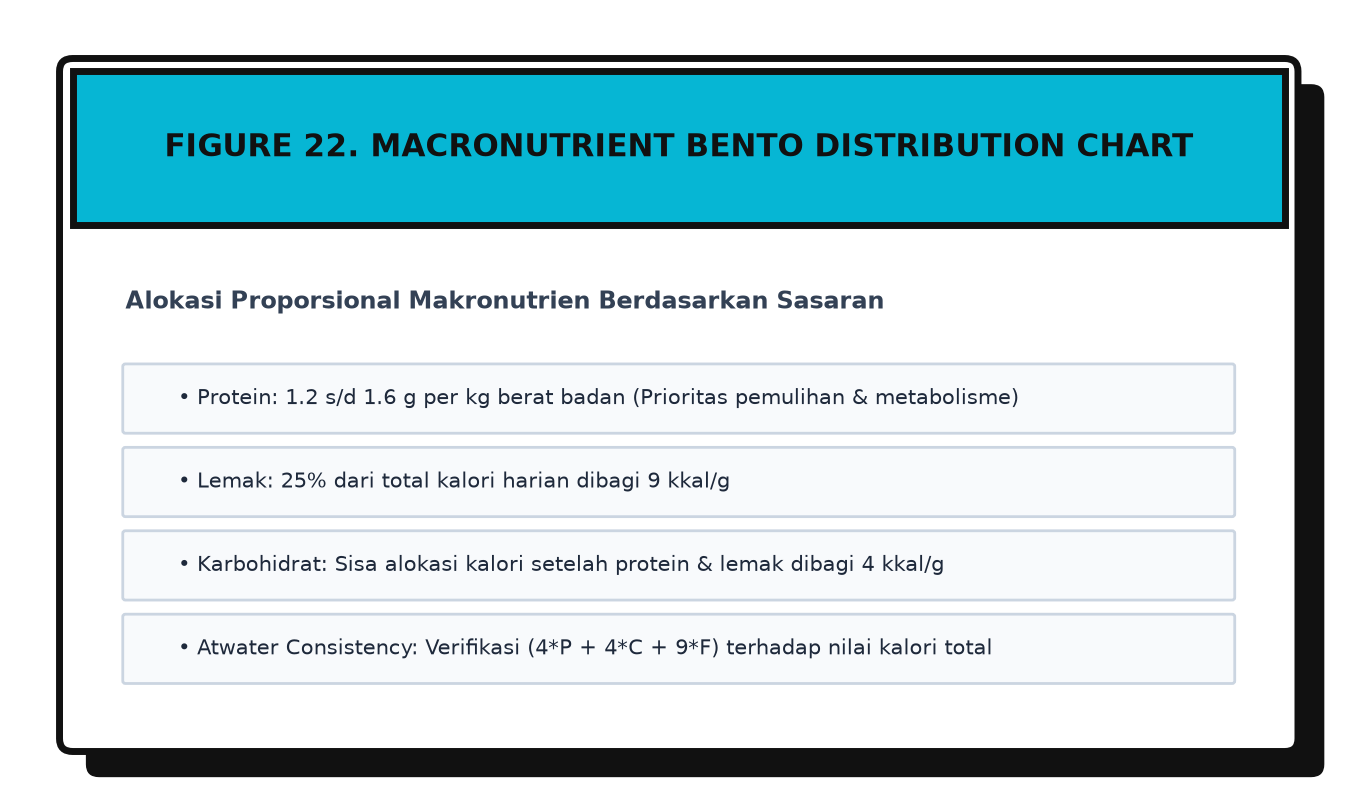 FIGURE 22. MACRONUTRIENT BENTO DISTRIBUTION CHART
Alokasi Proporsional Makronutrien Berdasarkan Sasaran
• Protein: 1.2 s/d 1.6 g per kg berat badan (Prioritas pemulihan & metabolisme)
• Lemak: 25% dari total kalori harian dibagi 9 kkal/g
• Karbohidrat: Sisa alokasi kalori setelah protein & lemak dibagi 4 kkal/g
• Atwater Consistency: Verifikasi (4*P + 4*C + 9*F) terhadap nilai kalori total